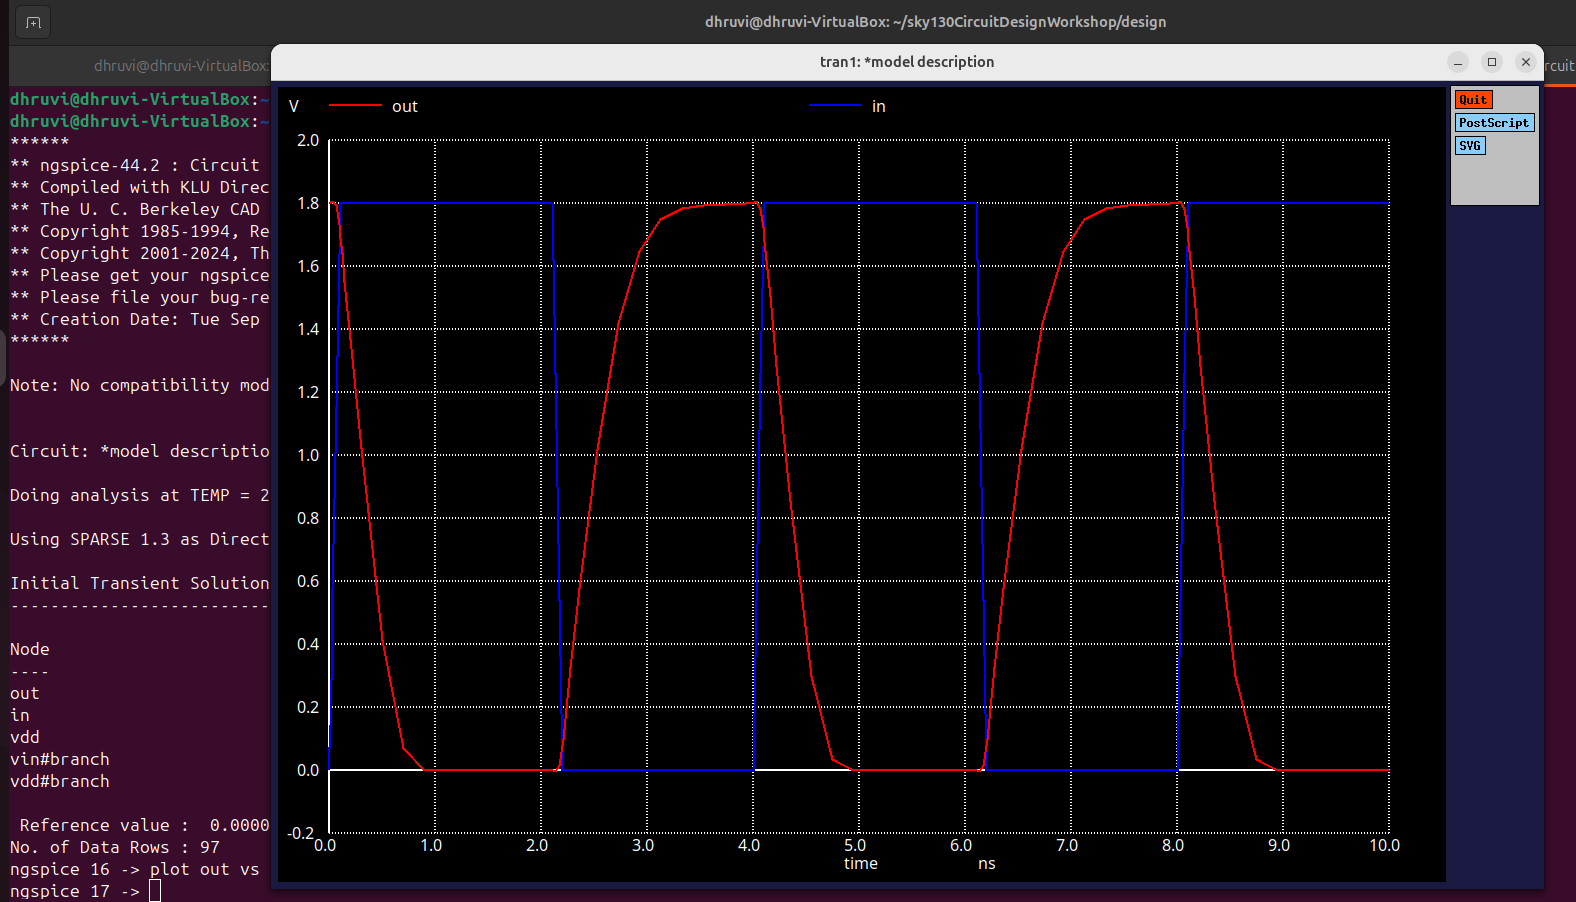 dhruvi@dhruvi-VirtualBox: ~/sky130CircuitDesignWorkshop/design
dhruvi@dhruvi-VirtualBox:
rcuit
tran1: *model description
dhruvi@dhruvi-VirtualBox:~
dhruvi@dhruvi-VirtualBox:~
******
** ngspice-44.2 : Circuit
** Compiled with KLU Direc
** The U. C. Berkeley CAD
** Copyright 1985-1994, Re
** Copyright 2001-2024, Th
** Please get your ngspice
** Please file your bug-re
** Creation Date: Tue Sep
******
Note: No compatibility mod
Circuit: *model descriptio
Doing analysis at TEMP = 2
Using SPARSE 1.3 as Direct
Initial Transient Solution
--------------------------
Node
----
out
in
vdd
vin#branch
vdd#branch
Reference value :  0.0000
No. of Data Rows : 97
ngspice 16 -> plot out vs
ngspice 17 ->
V
out
in
2.0
1.8
1.6
1.4
1.2
1.0
0.8
0.6
0.4
0.2
0.0
-0.2
0.0 1.0 2.0 3.0 4.0 5.0 6.0 7.0 8.0 9.0 10.0
time ns
Quit
PostScript
SVG